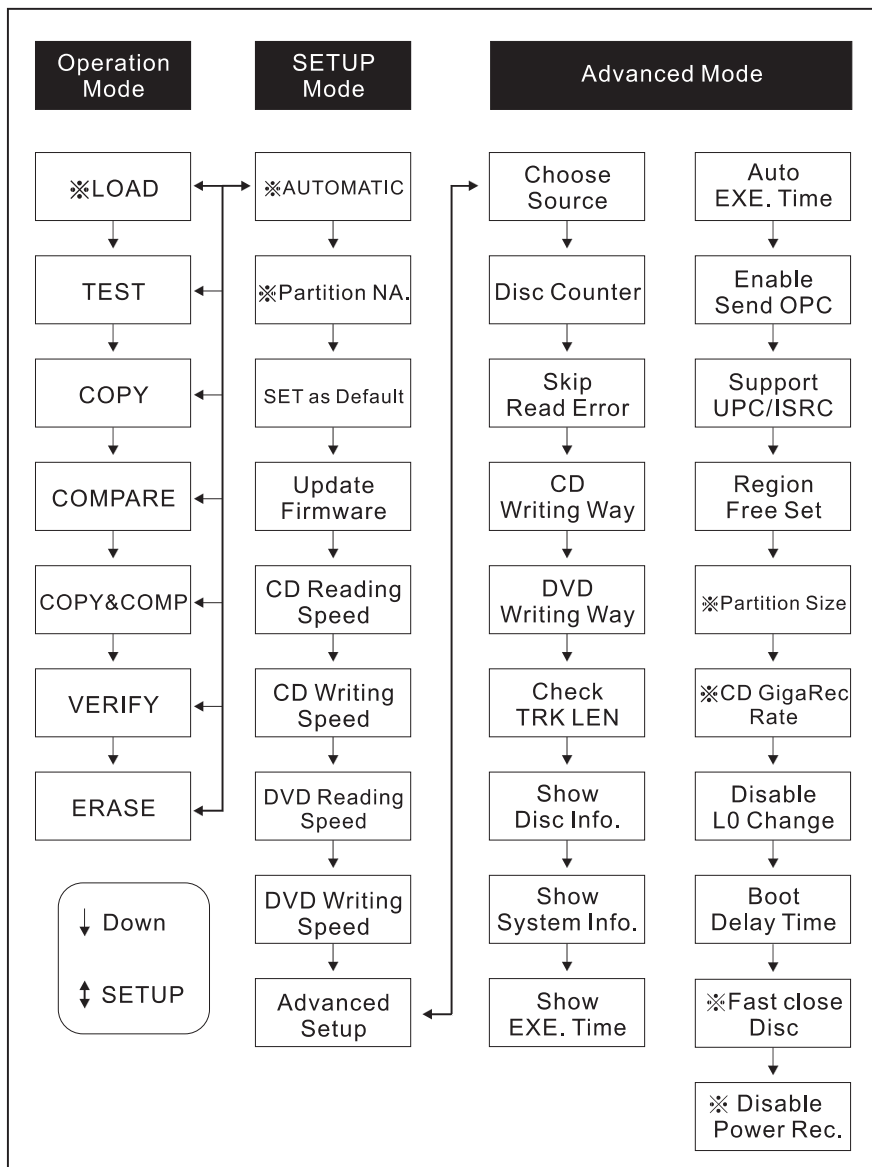 Operation
Mode
SETUP
Mode
Advanced Mode
※LOAD
TEST
COPY
COMPARE
COPY&COMP
VERIFY
ERASE
↓ Down
↕ SETUP
※AUTOMATIC
※Partition NA.
SET as Default
Update
Firmware
CD Reading
Speed
CD Writing
Speed
DVD Reading
Speed
DVD Writing
Speed
Advanced
Setup
Choose
Source
Disc Counter
Skip
Read Error
CD
Writing Way
DVD
Writing Way
Check
TRK LEN
Show
Disc Info.
Show
System Info.
Show
EXE. Time
Auto
EXE. Time
Enable
Send OPC
Support
UPC/ISRC
Region
Free Set
※Partition Size
※CD GigaRec
Rate
Disable
L0 Change
Boot
Delay Time
※Fast close
Disc
※ Disable
Power Rec.